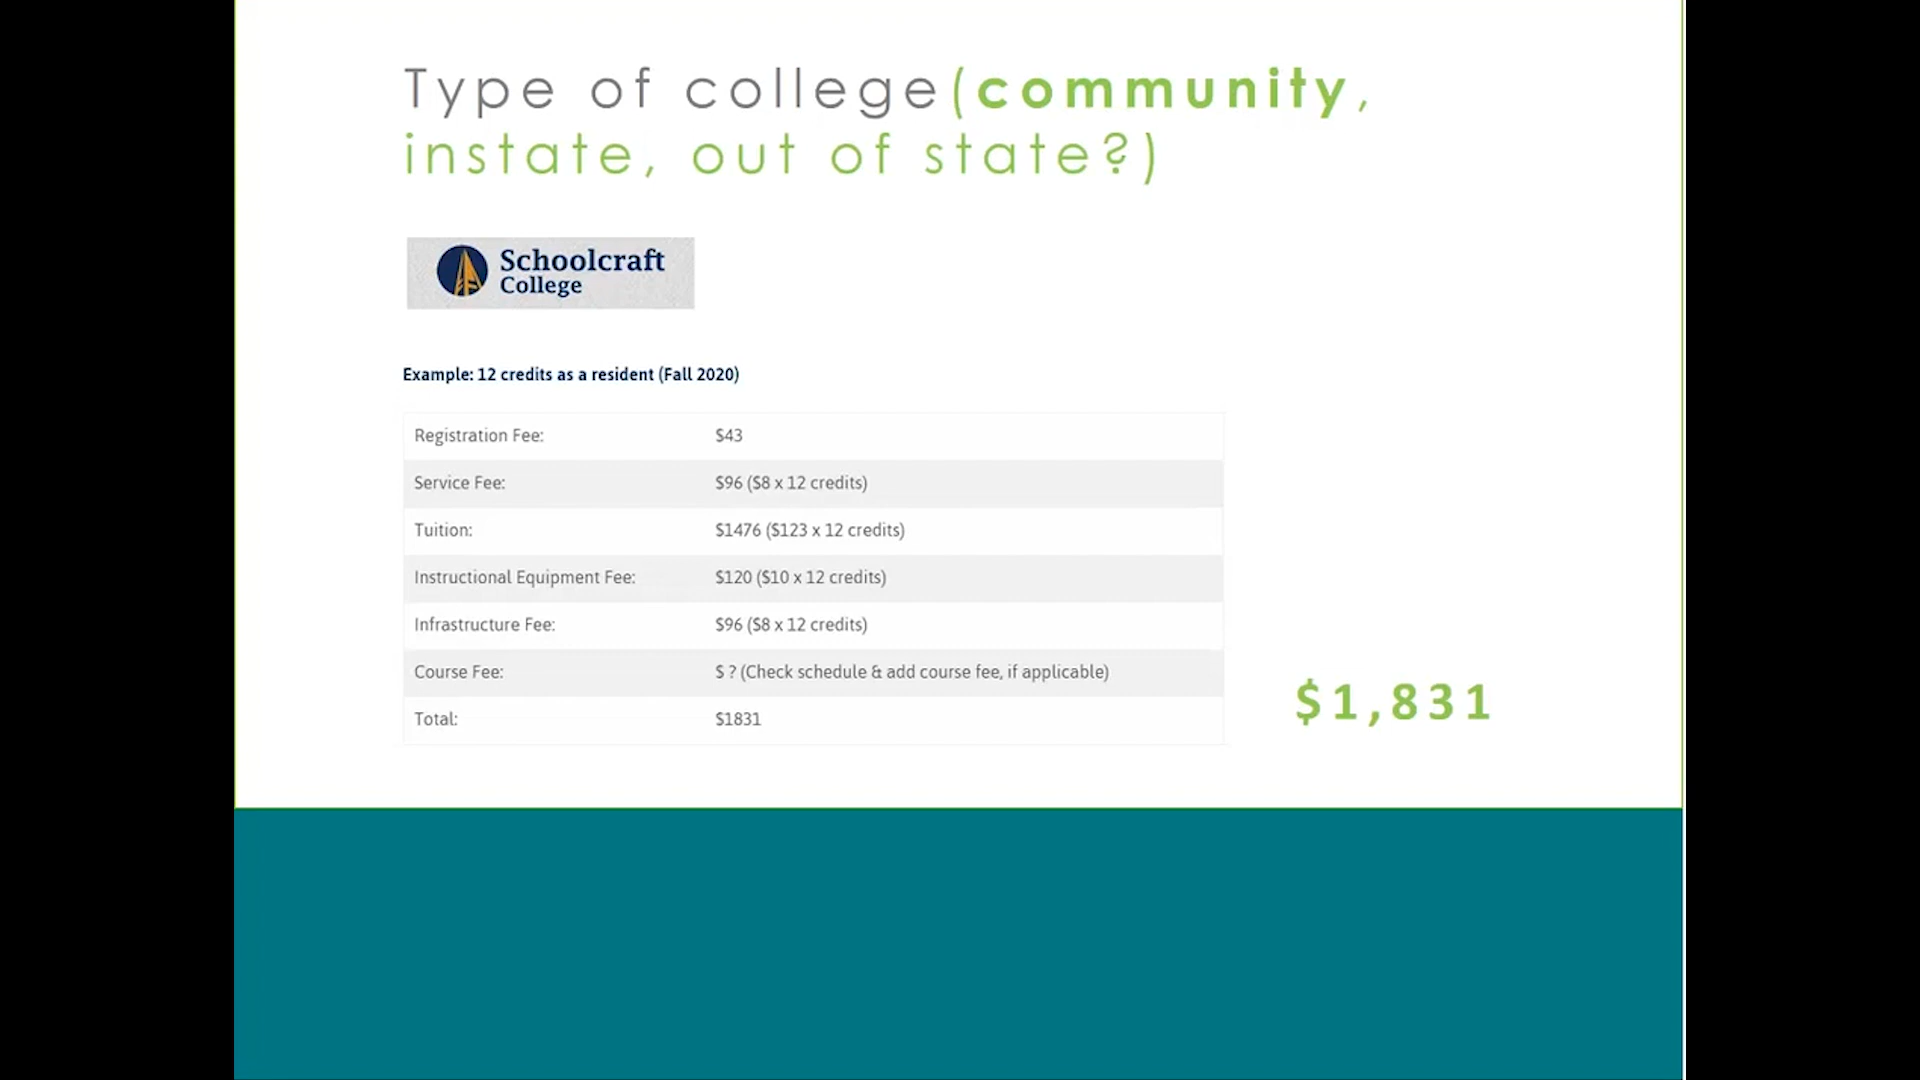 Type of college(community,
instate, out of state?)
Schoolcraft
College
Example: 12 credits as a resident (Fall 2020)
Registration Fee: $43
Service Fee: $96 ($8 x 12 credits)
Tuition: $1476 ($123 x 12 credits)
Instructional Equipment Fee: $120 ($10 x 12 credits)
Infrastructure Fee: $96 ($8 x 12 credits)
Course Fee: $ ? (Check schedule & add course fee, if applicable)
Total: $1831
$1,831